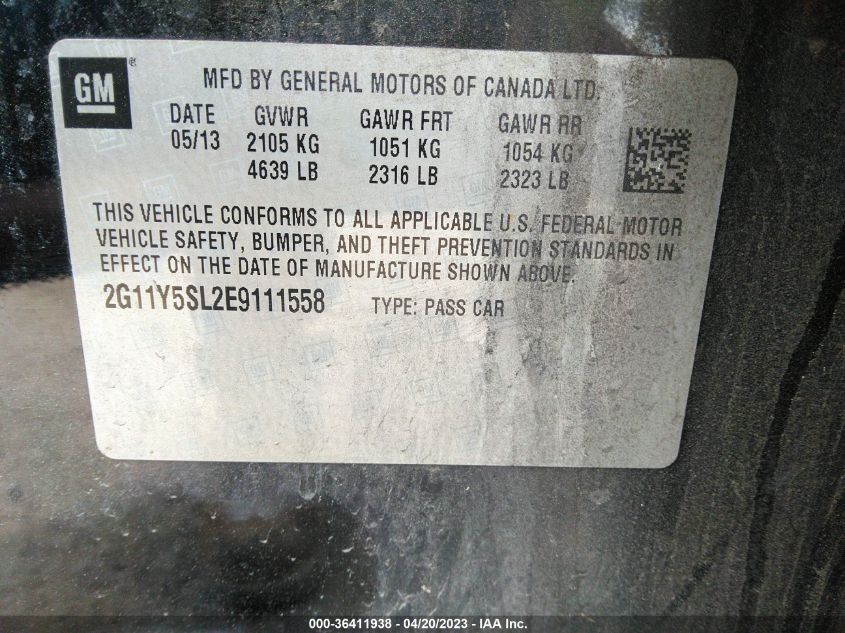 GM ®
MFD BY GENERAL MOTORS OF CANADA LTD.
DATE GVWR GAWR FRT GAWR RR
05/13 2105 KG 1051 KG 1054 KG
4639 LB 2316 LB 2323 LB
THIS VEHICLE CONFORMS TO ALL APPLICABLE U.S. FEDERAL MOTOR
VEHICLE SAFETY, BUMPER, AND THEFT PREVENTION STANDARDS IN
EFFECT ON THE DATE OF MANUFACTURE SHOWN ABOVE.
2G11Y5SL2E9111558 TYPE: PASS CAR
000-36411938 - 04/20/2023 - IAA Inc.